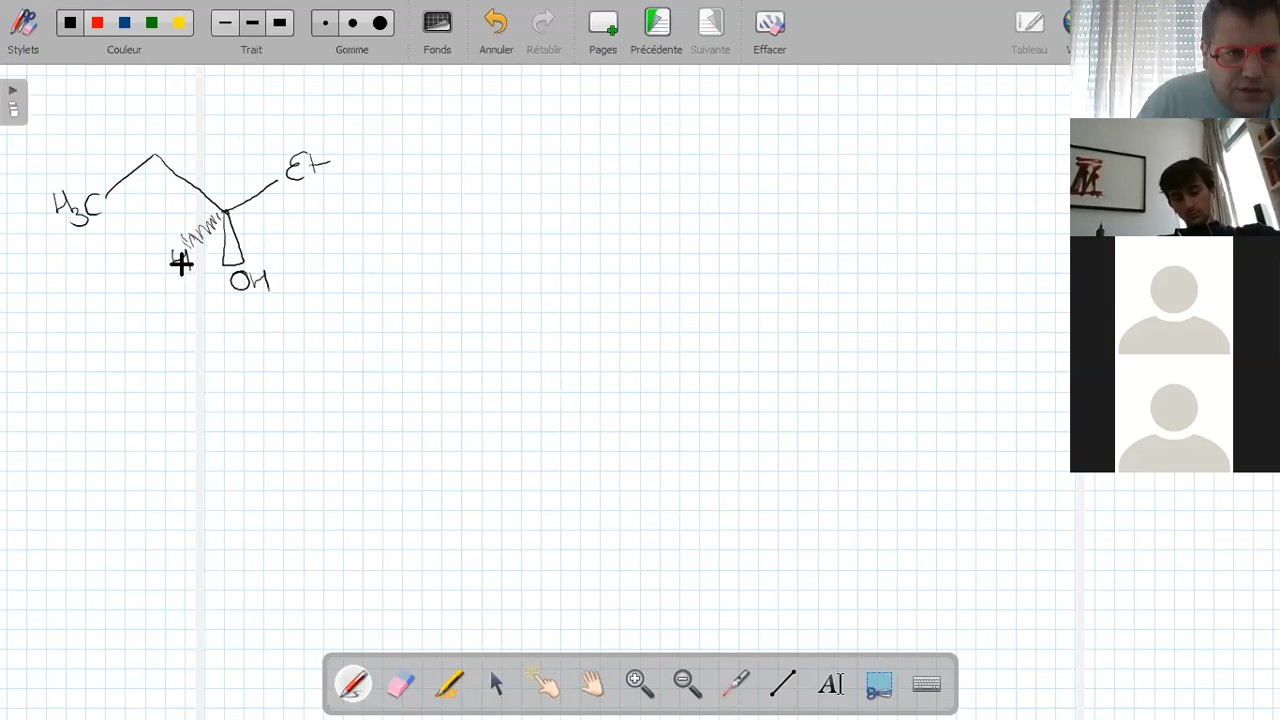 Stylets Couleur Trait Gomme Fonds Annuler Rétablir Pages Précédente Suivante Effacer Tableau
Et
H3C
H
OH